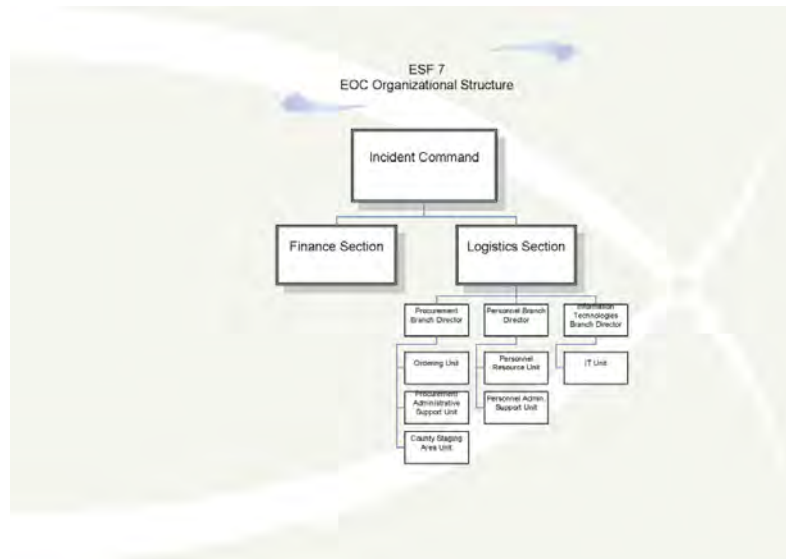 ESF 7
EOC Organizational Structure
Incident Command
Finance Section
Logistics Section
Procurement
Branch Director
Personnel Branch
Director
Information
Technologies
Branch Director
Ordering Unit
Personnel
Resource Unit
IT Unit
Procurement
Administrative
Support Unit
Personnel Admin.
Support Unit
County Staging
Area Unit